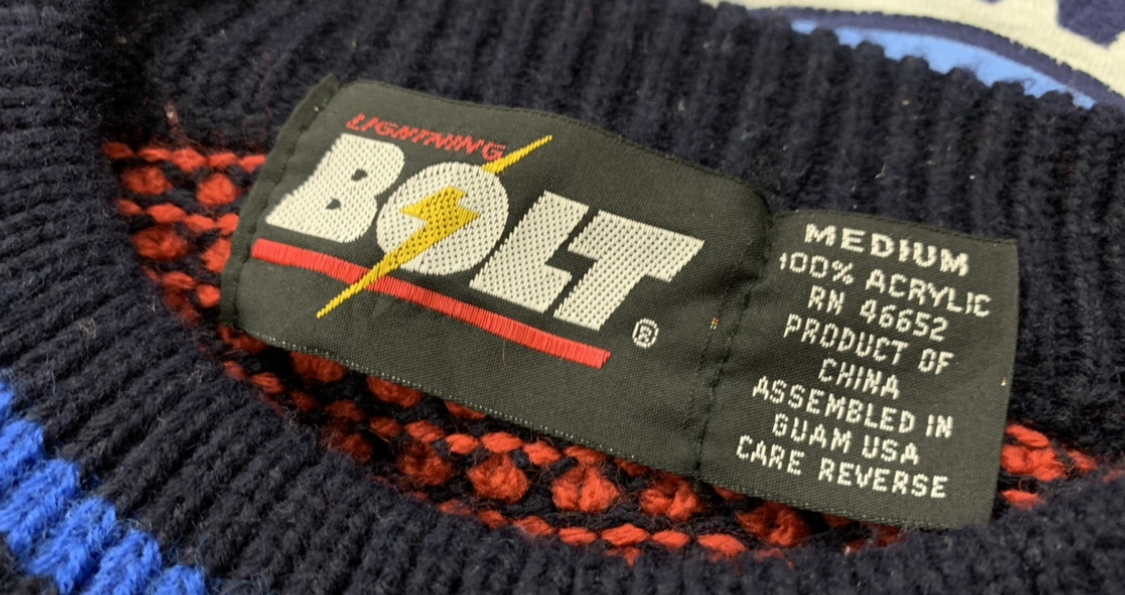 LIGHTNING
BOLT
®
MEDIUM
100% ACRYLIC
RN 46652
PRODUCT OF
CHINA
ASSEMBLED IN
GUAM USA
CARE REVERSE